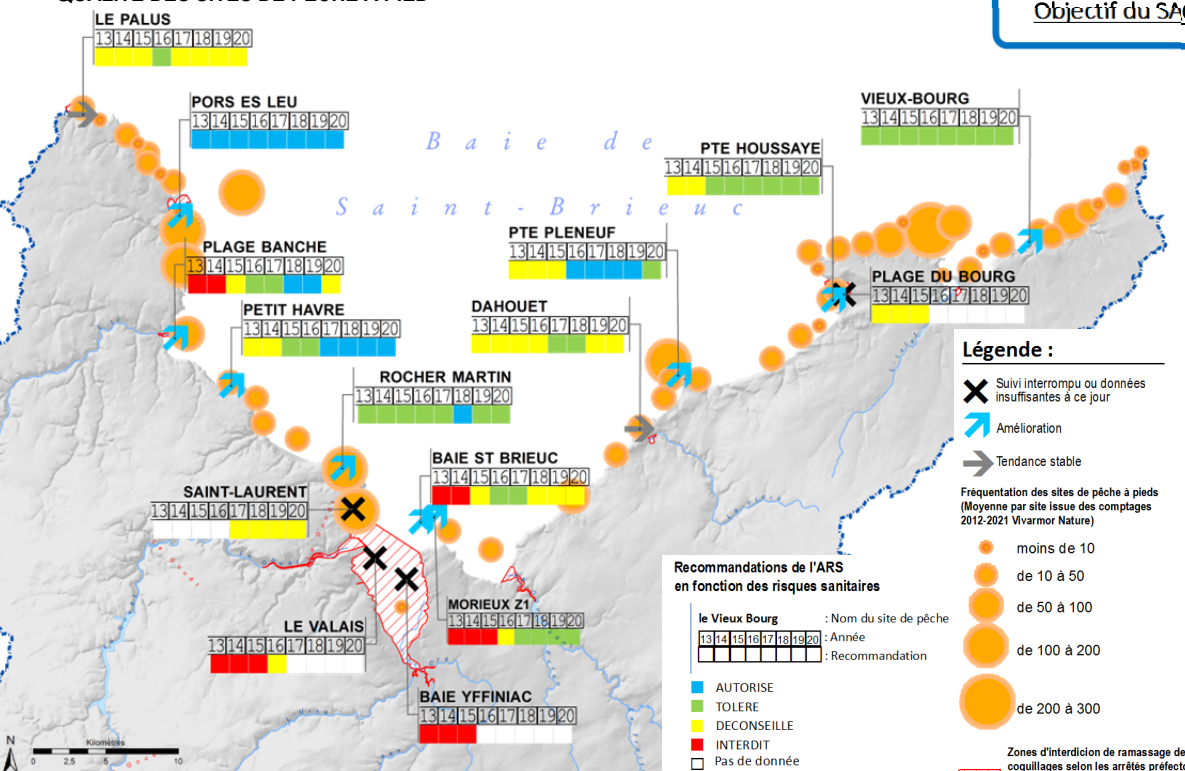 QUALITÉ DES SITES DE PÊCHE À PIED
Objectif du SAG
LE PALUS
13 14 15 16 17 18 19 20
PORS ES LEU
13 14 15 16 17 18 19 20
Baie de
Saint-Brieuc
VIEUX-BOURG
13 14 15 16 17 18 19 20
PTE HOUSSAYE
13 14 15 16 17 18 19 20
PTE PLENEUF
13 14 15 16 17 18 19 20
PLAGE BANCHE
13 14 15 16 17 18 19 20
PLAGE DU BOURG
13 14 15 16 17 18 19 20
PETIT HAVRE
13 14 15 16 17 18 19 20
DAHOUET
13 14 15 16 17 18 19 20
ROCHER MARTIN
13 14 15 16 17 18 19 20
BAIE ST BRIEUC
13 14 15 16 17 18 19 20
SAINT-LAURENT
13 14 15 16 17 18 19 20
MORIEUX Z1
13 14 15 16 17 18 19 20
LE VALAIS
13 14 15 16 17 18 19 20
BAIE YFFINIAC
13 14 15 16 17 18 19 20
Légende :
Suivi interrompu ou données
insuffisantes à ce jour
Amélioration
Tendance stable
Fréquentation des sites de pêche à pieds
(Moyenne par site issue des comptages
2012-2021 Vivarmor Nature)
moins de 10
de 10 à 50
de 50 à 100
de 100 à 200
de 200 à 300
Recommandations de l'ARS
en fonction des risques sanitaires
le Vieux Bourg : Nom du site de pêche
13 14 15 16 17 18 19 20 : Année
: Recommandation
AUTORISE
TOLERE
DECONSEILLE
INTERDIT
Pas de donnée
Zones d'interdicion de ramassage de
coquillages selon les arrêtés préfecto
N
Kilomètres
0 2,5 5 10